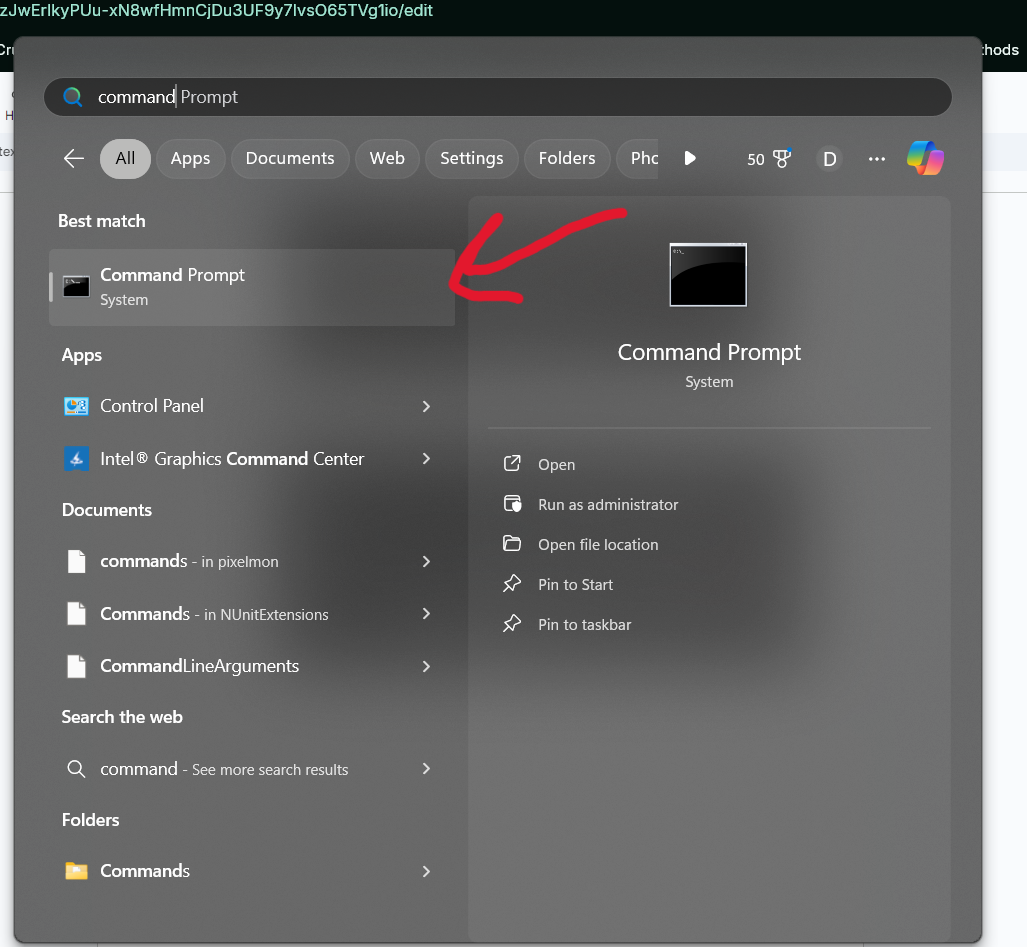 zJwErIkyPUu-xN8wfHmnCjDu3UF9y7IvsO65TVg1io/edit
command Prompt
All Apps Documents Web Settings Folders Pho 50 D
Best match
Command Prompt
System
Apps
Control Panel
Intel® Graphics Command Center
Documents
commands - in pixelmon
Commands - in NUnitExtensions
CommandLineArguments
Search the web
command - See more search results
Folders
Commands
Command Prompt
System
Open
Run as administrator
Open file location
Pin to Start
Pin to taskbar